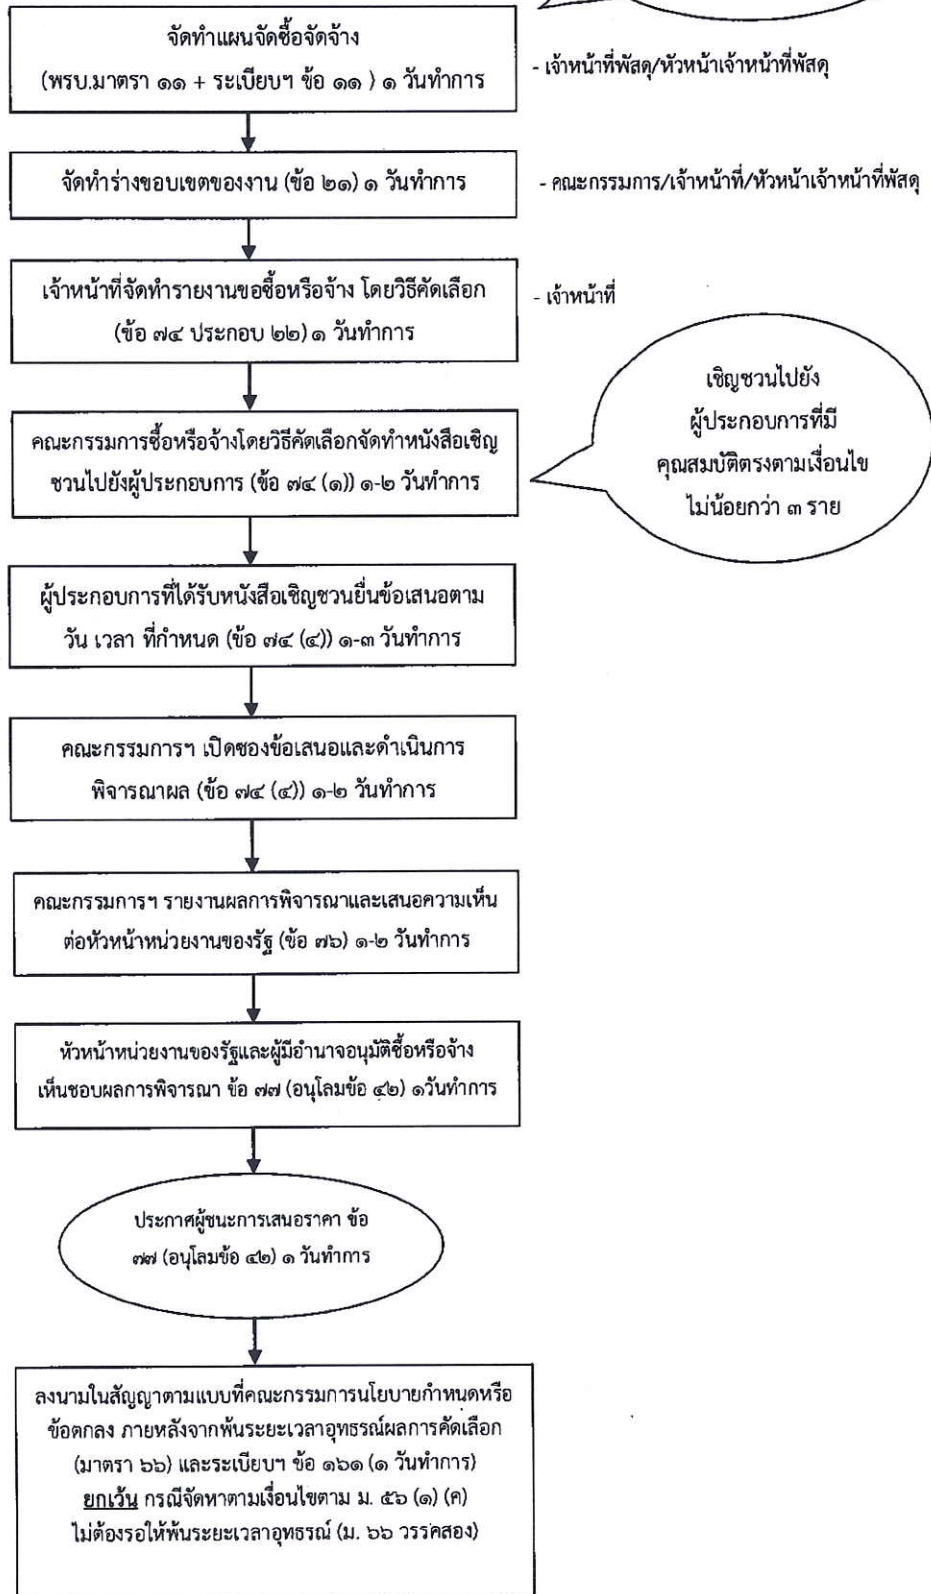 จัดทำแผนจัดซื้อจัดจ้าง
(พรบ.มาตรา ๑๑ + ระเบียบฯ ข้อ ๑๑ ) ๑ วันทำการ
- เจ้าหน้าที่พัสดุ/หัวหน้าเจ้าหน้าที่พัสดุ
จัดทำร่างขอบเขตของงาน (ข้อ ๒๑) ๑ วันทำการ
- คณะกรรมการ/เจ้าหน้าที่/หัวหน้าเจ้าหน้าที่พัสดุ
เจ้าหน้าที่จัดทำรายงานขอซื้อหรือจ้าง โดยวิธีคัดเลือก
(ข้อ ๗๔ ประกอบ ๒๒) ๑ วันทำการ
- เจ้าหน้าที่
คณะกรรมการซื้อหรือจ้างโดยวิธีคัดเลือกจัดทำหนังสือเชิญ
ชวนไปยังผู้ประกอบการ (ข้อ ๗๔ (๑)) ๑-๒ วันทำการ
เชิญชวนไปยัง
ผู้ประกอบการที่มี
คุณสมบัติตรงตามเงื่อนไข
ไม่น้อยกว่า ๓ ราย
ผู้ประกอบการที่ได้รับหนังสือเชิญชวนยื่นข้อเสนอตาม
วัน เวลา ที่กำหนด (ข้อ ๗๔ (๔)) ๑-๓ วันทำการ
คณะกรรมการฯ เปิดซองข้อเสนอและดำเนินการ
พิจารณาผล (ข้อ ๗๔ (๔)) ๑-๒ วันทำการ
คณะกรรมการฯ รายงานผลการพิจารณาและเสนอความเห็น
ต่อหัวหน้าหน่วยงานของรัฐ (ข้อ ๗๖) ๑-๒ วันทำการ
หัวหน้าหน่วยงานของรัฐและผู้มีอำนาจอนุมัติซื้อหรือจ้าง
เห็นชอบผลการพิจารณา ข้อ ๗๗ (อนุโลมข้อ ๔๒) ๑วันทำการ
ประกาศผู้ชนะการเสนอราคา ข้อ
๗๗ (อนุโลมข้อ ๔๒) ๑ วันทำการ
ลงนามในสัญญาตามแบบที่คณะกรรมการนโยบายกำหนดหรือ
ข้อตกลง ภายหลังจากพ้นระยะเวลาอุทธรณ์ผลการคัดเลือก
(มาตรา ๖๖) และระเบียบฯ ข้อ ๑๖๑ (๑ วันทำการ)
ยกเว้น กรณีจัดหาตามเงื่อนไขตาม ม. ๕๖ (๑) (ค)
ไม่ต้องรอให้พ้นระยะเวลาอุทธรณ์ (ม. ๖๖ วรรคสอง)